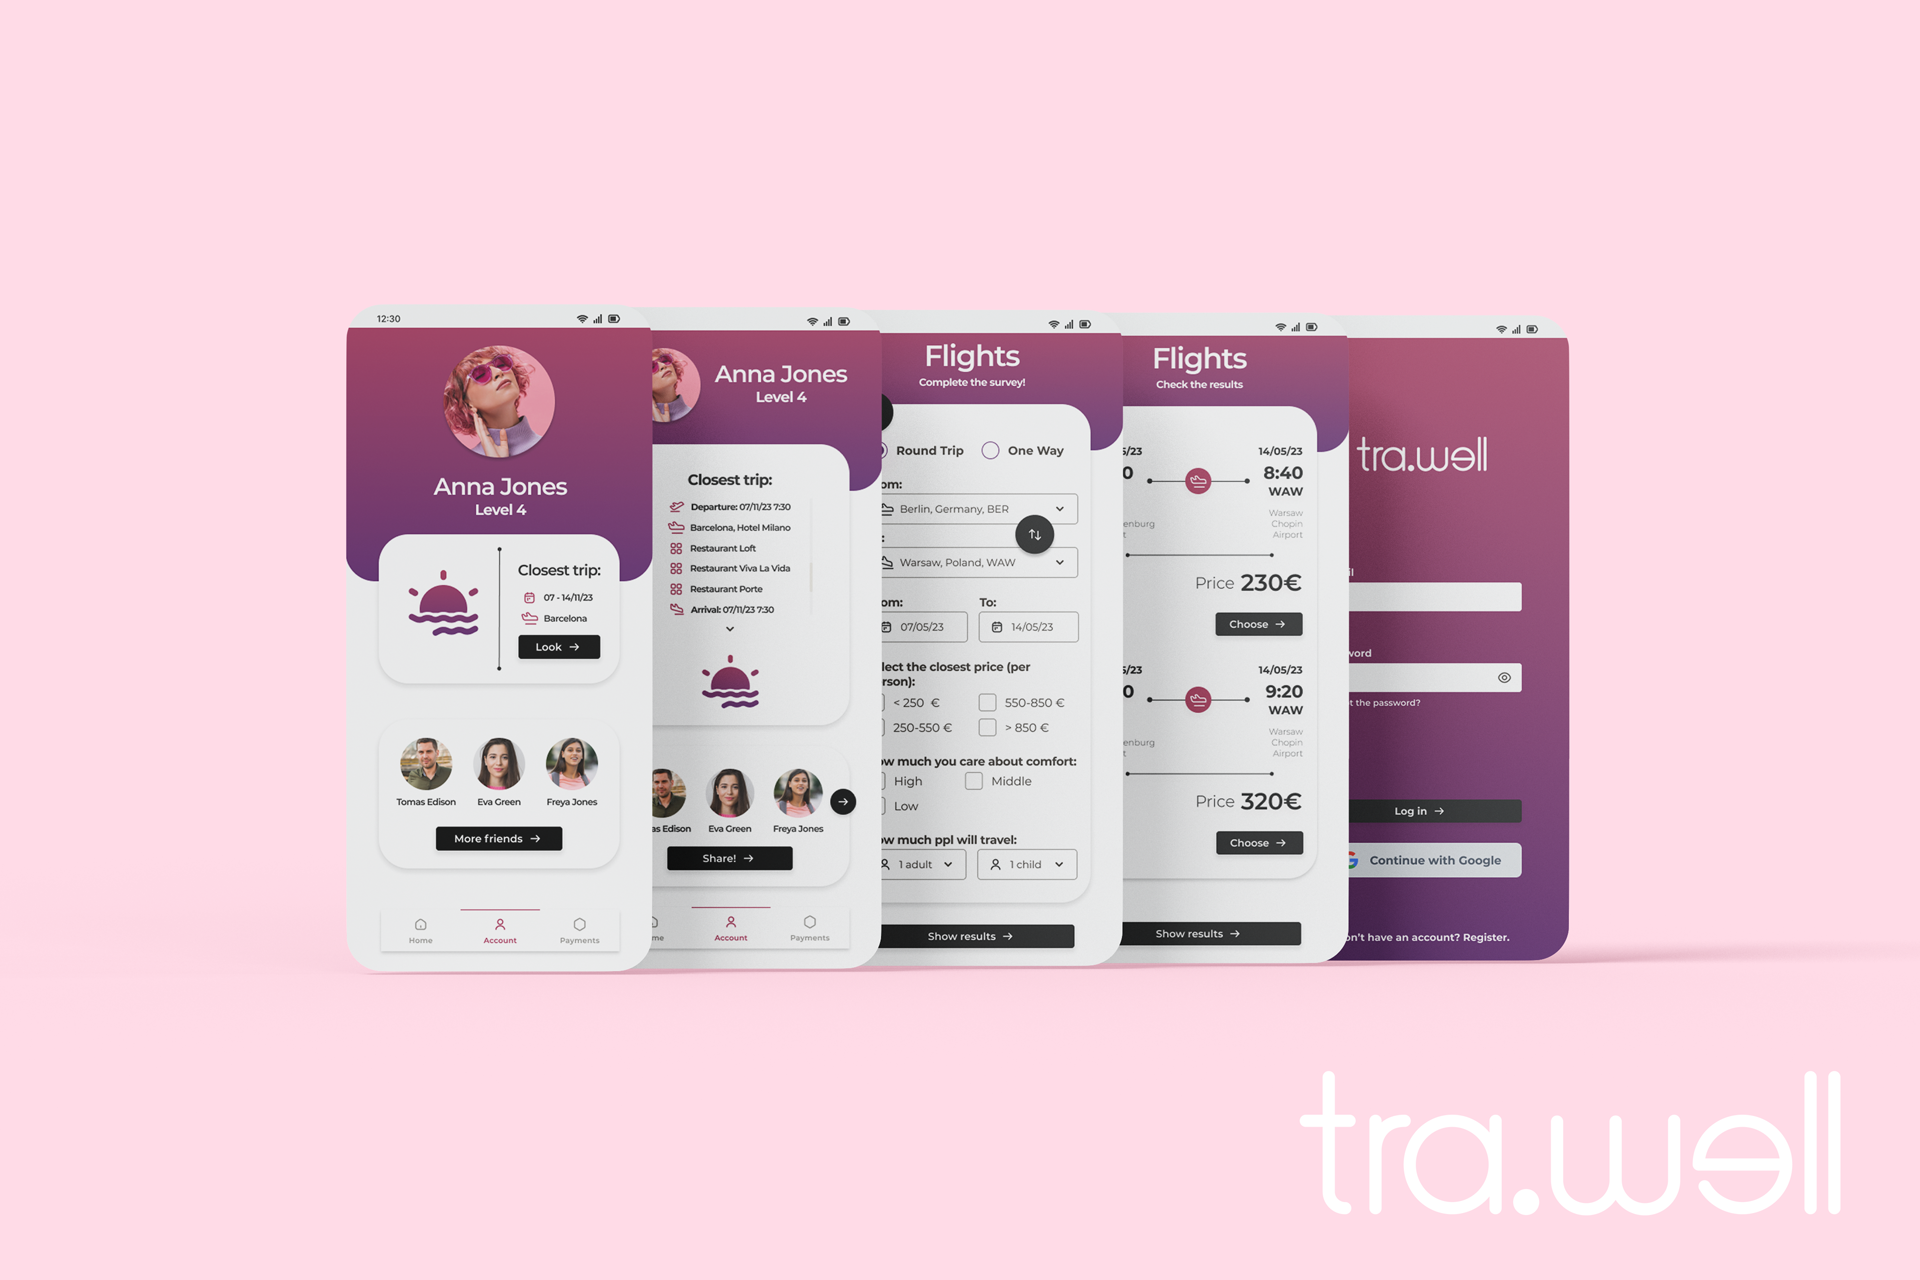 12:30
Anna Jones
Level 4
Closest trip:
07 - 14/11/23
Barcelona
Look
Tomas Edison
Eva Green
Freya Jones
More friends
Home
Account
Payments
Anna Jones
Level 4
Closest trip:
Departure: 07/11/23 7:30
Barcelona, Hotel Milano
Restaurant Loft
Restaurant Viva La Vida
Restaurant Porte
Arrival: 07/11/23 7:30
as Edison
Eva Green
Freya Jones
Share!
me
Account
Payments
Flights
Complete the survey!
Round Trip
One Way
om:
Berlin, Germany, BER
:
Warsaw, Poland, WAW
om:
To:
07/05/23
14/05/23
lect the closest price (per
rson):
< 250 €
550-850 €
250-550 €
> 850 €
ow much you care about comfort:
High
Middle
Low
ow much ppl will travel:
1 adult
1 child
Show results
Flights
Check the results
5/23
14/05/23
0
8:40
WAW
enburg
t
Warsaw
Chopin
Airport
Price 230€
Choose
5/23
14/05/23
0
9:20
WAW
enburg
t
Warsaw
Chopin
Airport
Price 320€
Choose
Show results
tra.well
il
word
t the password?
Log in
Continue with Google
on't have an account? Register.
tra.well